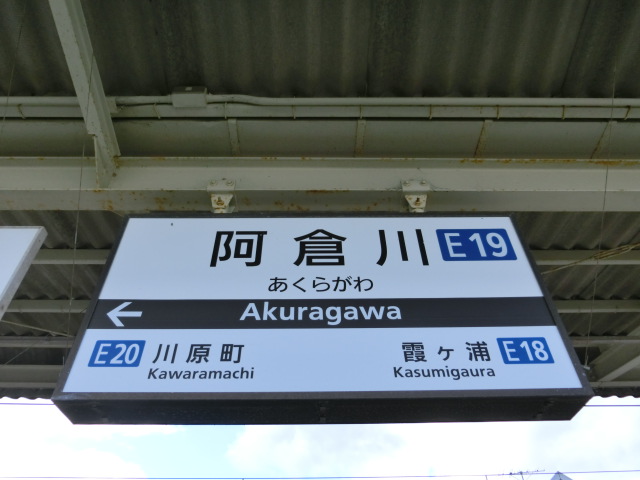 阿倉川 E19
あくらがわ
← Akuragawa
E20 川原町 霞ヶ浦 E18
Kawaramachi Kasumigaura